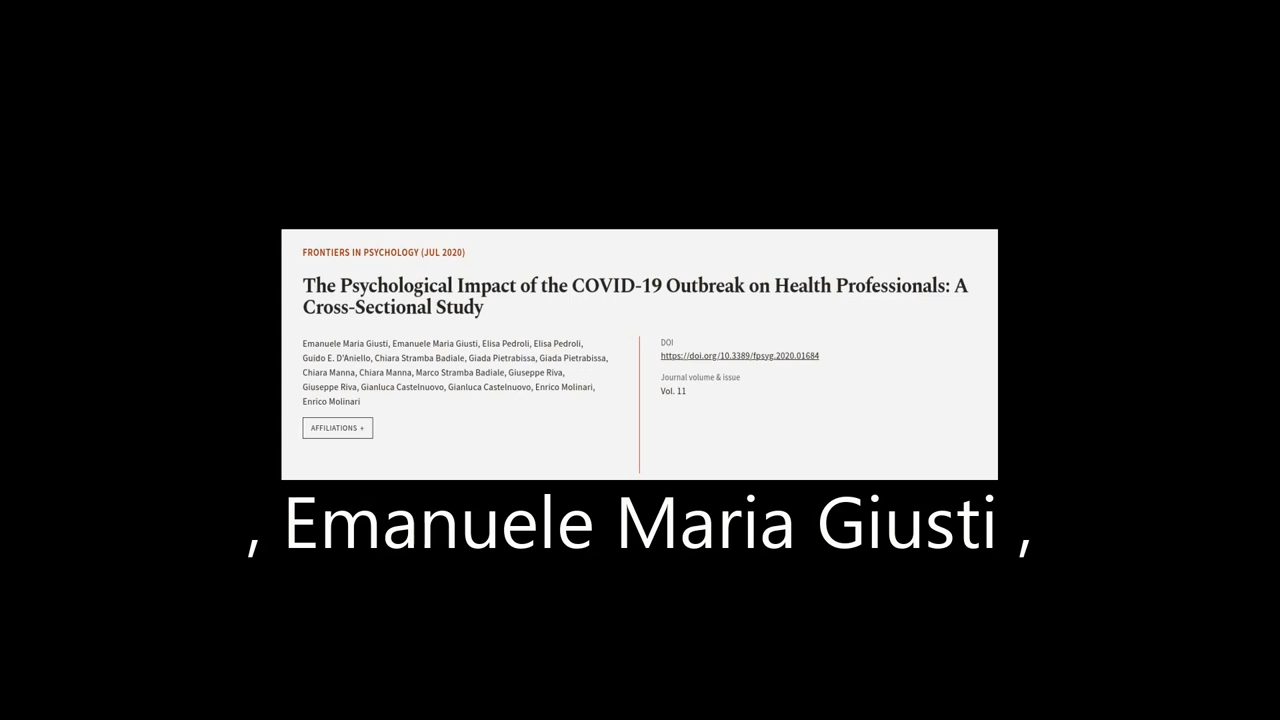 FRONTIERS IN PSYCHOLOGY (JUL 2020)
The Psychological Impact of the COVID-19 Outbreak on Health Professionals: A
Cross-Sectional Study
Emanuele Maria Giusti, Emanuele Maria Giusti, Elisa Pedroli, Elisa Pedroli,
Guido E. D'Aniello, Chiara Stramba Badiale, Giada Pietrabissa, Giada Pietrabissa,
Chiara Manna, Chiara Manna, Marco Stramba Badiale, Giuseppe Riva,
Giuseppe Riva, Gianluca Castelnuovo, Gianluca Castelnuovo, Enrico Molinari,
Enrico Molinari
AFFILIATIONS +
DOI
https://doi.org/10.3389/fpsyg.2020.01684
Journal volume & issue
Vol. 11
, Emanuele Maria Giusti ,